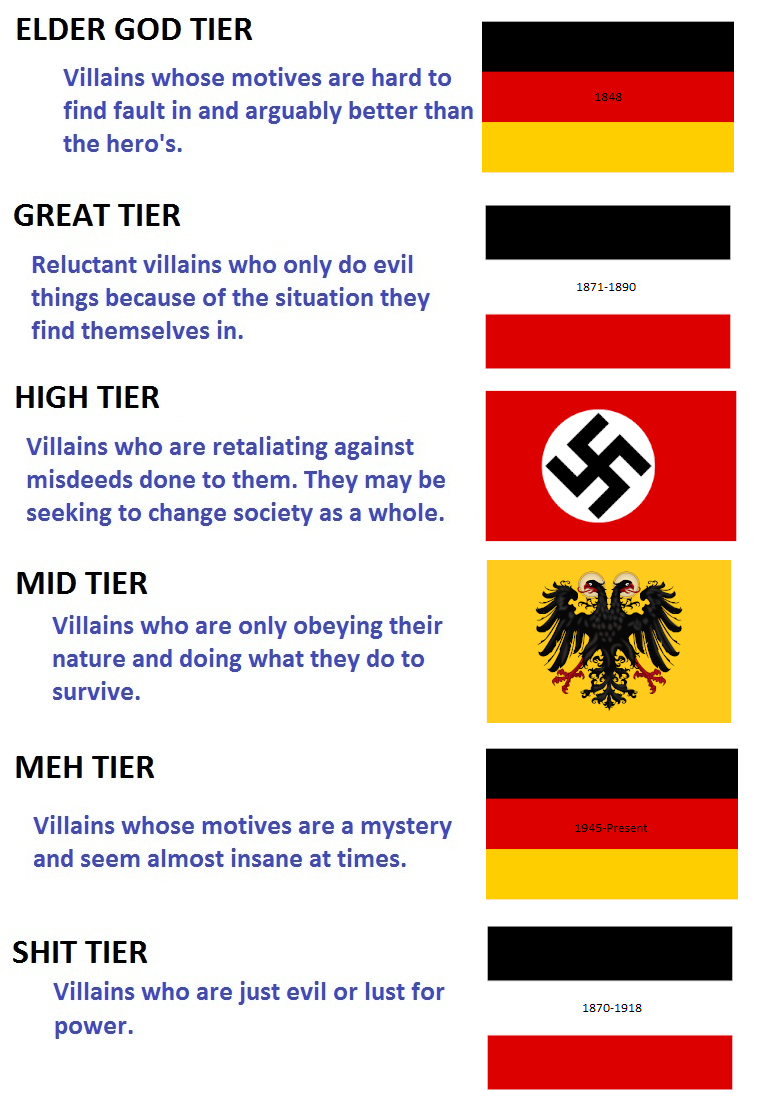 ELDER GOD TIER
Villains whose motives are hard to
find fault in and arguably better than
the hero's.
1848
GREAT TIER
Reluctant villains who only do evil
things because of the situation they
find themselves in.
1871-1890
HIGH TIER
Villains who are retaliating against
misdeeds done to them. They may be
seeking to change society as a whole.
MID TIER
Villains who are only obeying their
nature and doing what they do to
survive.
MEH TIER
Villains whose motives are a mystery
and seem almost insane at times.
1945-Present
SHIT TIER
Villains who are just evil or lust for
power.
1870-1918